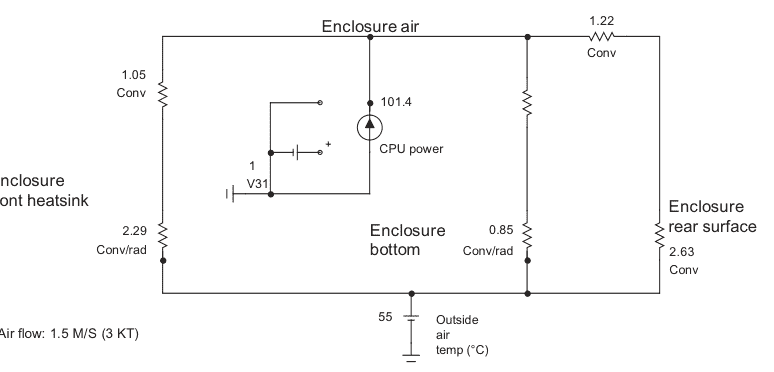 Enclosure air
1.22
Conv
1.05
Conv
101.4
+
CPU power
1
V31
nclosure
ont heatsink
2.29
Conv/rad
Enclosure
bottom
0.85
Conv/rad
Enclosure
rear surface
2.63
Conv
Air flow: 1.5 M/S (3 KT)
55
Outside
air
temp (°C)